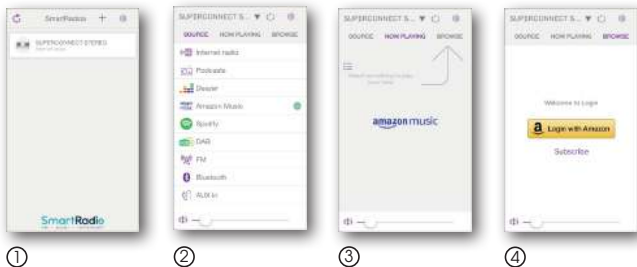 SmartRadios +
SUPERCONNECT STEREO
SmartRadio
①
SUPERCONNECT S... ▼
SOURCE NOW PLAYING BROWSE
Internet radio
Podcasts
Deezer
Amazon Music
Spotify
DAB
FM
Bluetooth
AUX in
②
SUPERCONNECT S... ▼
SOURCE NOW PLAYING BROWSE
amazon music
③
SUPERCONNECT S... ▼
SOURCE NOW PLAYING BROWSE
Welcome to Login
Login with Amazon
Subscribe
④